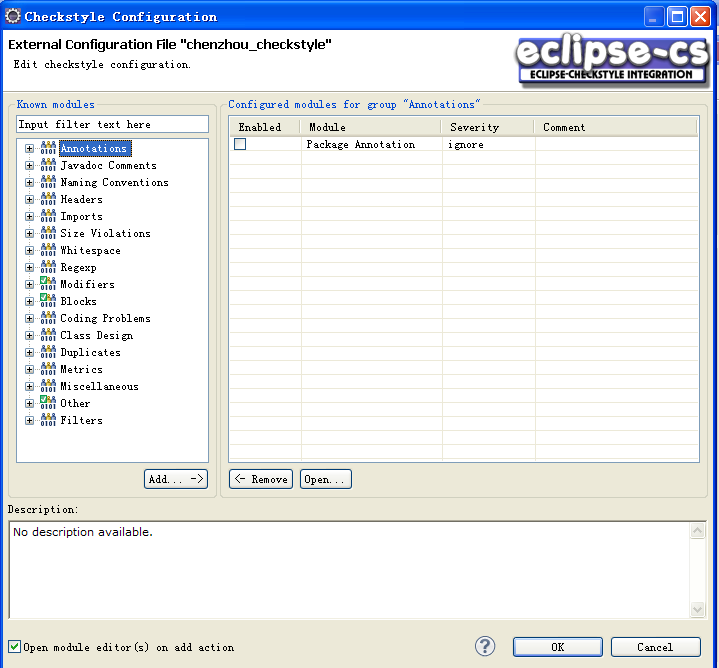 Checkstyle Configuration
External Configuration File "chenzhou_checkstyle"
Edit checkstyle configuration.
eclipse-cs
ECLIPSE-CHECKSTYLE INTEGRATION
Known modules
Input filter text here
Annotations
Javadoc Comments
Naming Conventions
Headers
Imports
Size Violations
Whitespace
Regexp
Modifiers
Blocks
Coding Problems
Class Design
Duplicates
Metrics
Miscellaneous
Other
Filters
Add... ->
Configured modules for group "Annotations"
Enabled Module Severity Comment
Package Annotation ignore
<- Remove Open...
Description:
No description available.
Open module editor(s) on add action
? OK Cancel